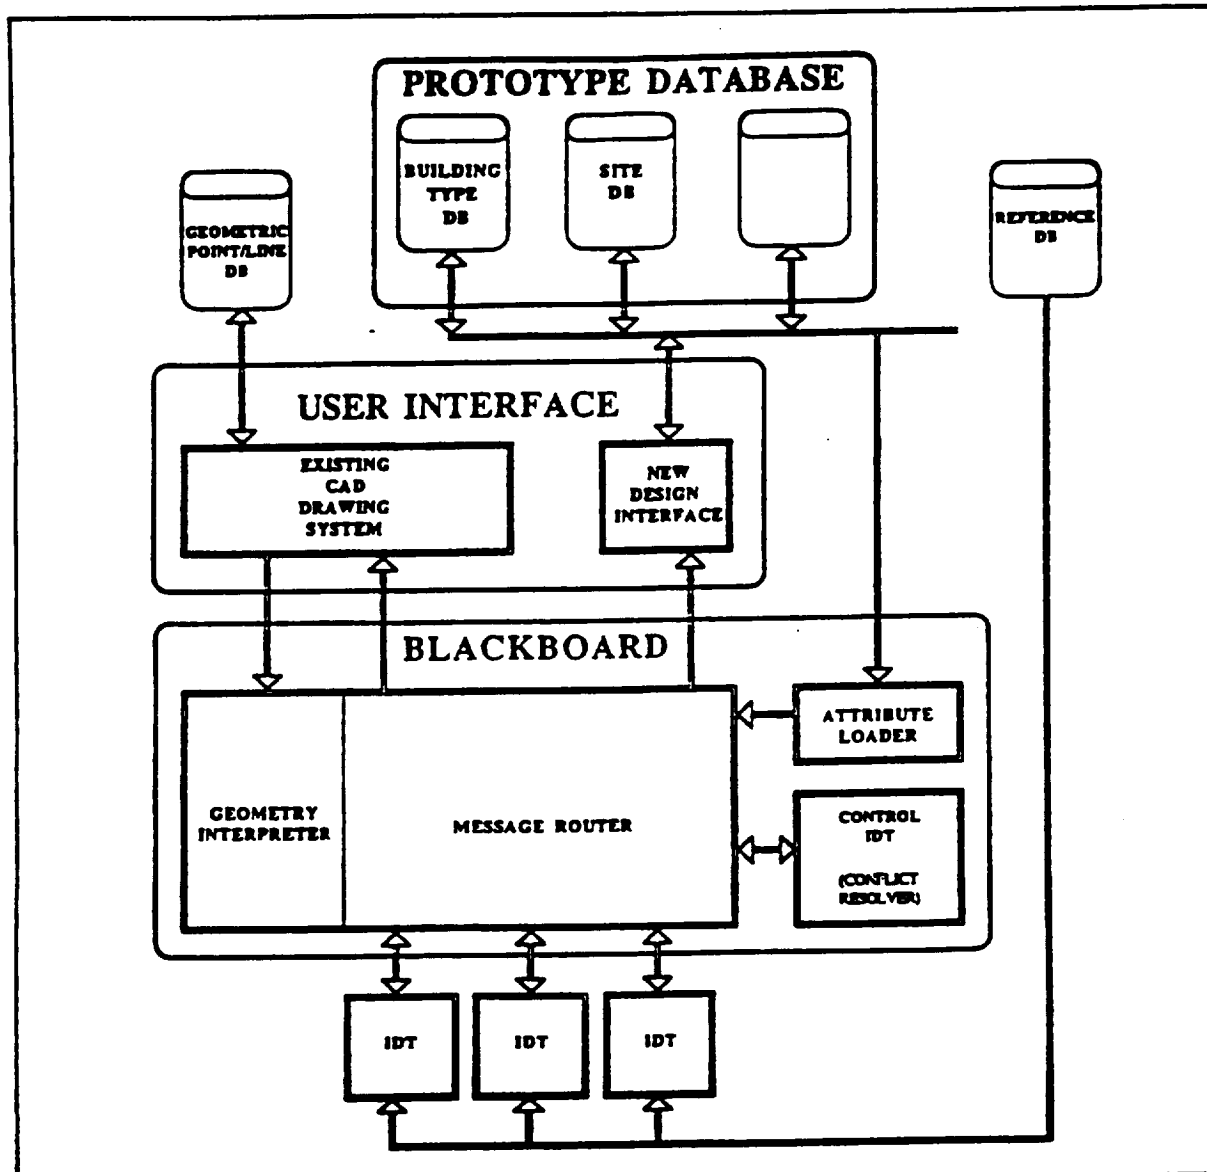 PROTOTYPE DATABASE
BUILDING
TYPE
DB
SITE
DB
GEOMETRIC
POINT/LINE
DB
REFERENCE
DB
USER INTERFACE
EXISTING
CAD
DRAWING
SYSTEM
NEW
DESIGN
INTERFACE
BLACKBOARD
GEOMETRY
INTERPRETER
MESSAGE ROUTER
ATTRIBUTE
LOADER
CONTROL
IDT
(CONFLICT
RESOLVER)
IDT
IDT
IDT